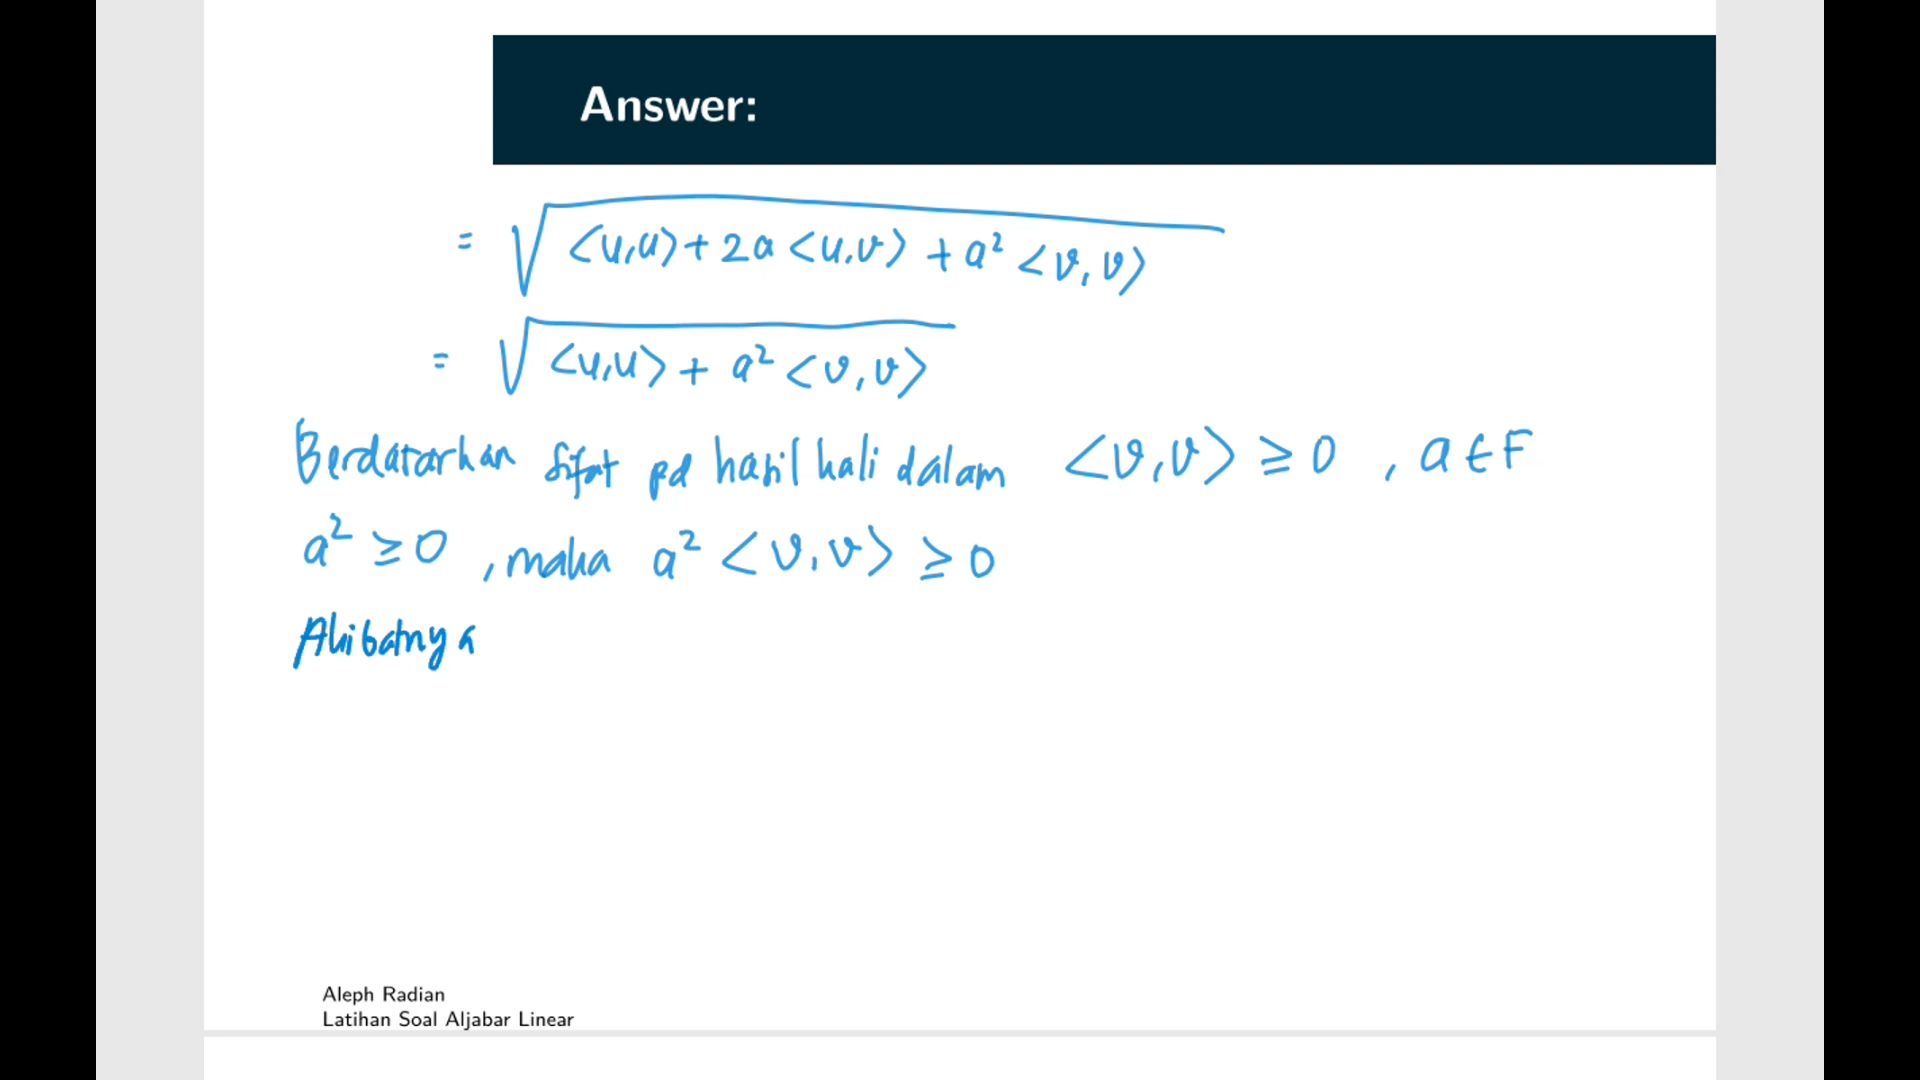 Answer:
= √<u,u>+2a<u,v>+a²<v,v>
= √<u,u>+a²<v,v>
Berdasarkan sifat pd hasil kali dalam <v,v> ≥ 0 , a ∈ F
a² ≥ 0 , maka a² <v,v> ≥ 0
Akibatnya
Aleph Radian
Latihan Soal Aljabar Linear